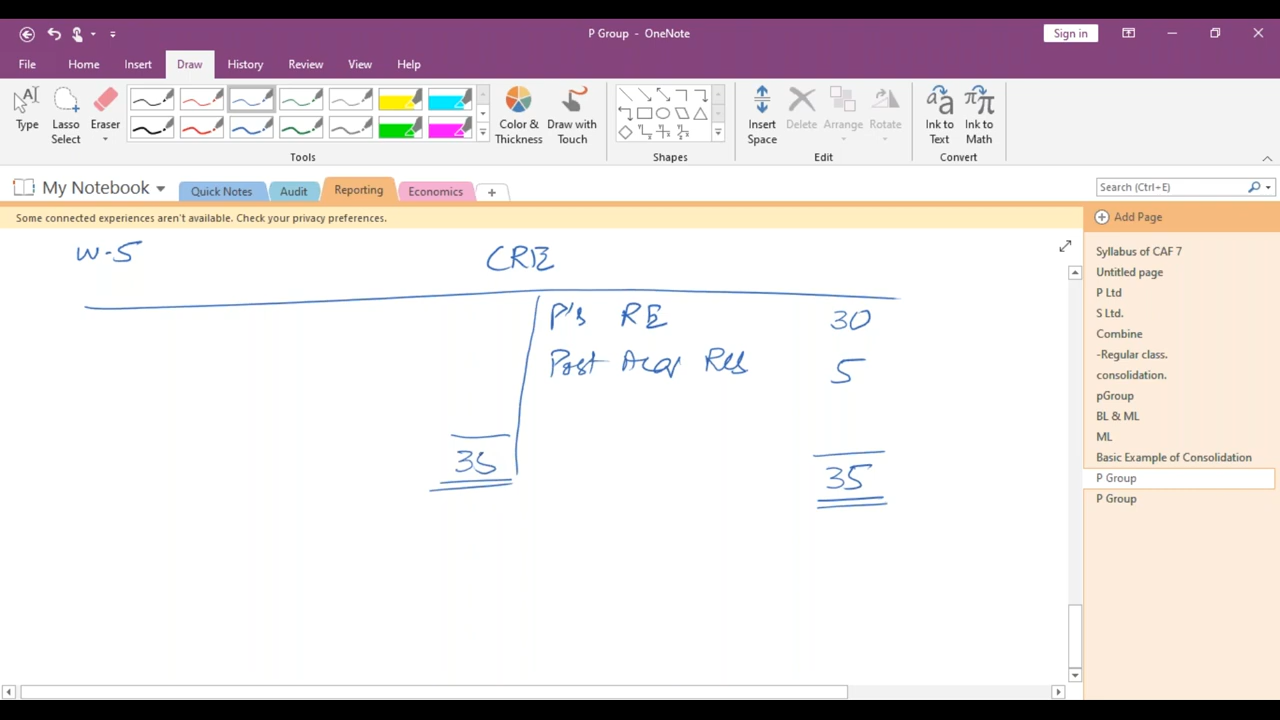 P Group - OneNote
Sign in
File Home Insert Draw History Review View Help
Type
Lasso Select
Eraser
Color & Thickness
Draw with Touch
Insert Space
Delete
Arrange
Rotate
Ink to Text
Ink to Math
Tools
Shapes
Edit
Convert
My Notebook
Quick Notes Audit Reporting Economics
Search (Ctrl+E)
Some connected experiences aren't available. Check your privacy preferences.
Add Page
Syllabus of CAF 7
Untitled page
P Ltd
S Ltd.
Combine
-Regular class.
consolidation.
pGroup
BL & ML
ML
Basic Example of Consolidation
P Group
P Group
W-5 CRE
P's RE 30
Post Acq Res 5
35 35